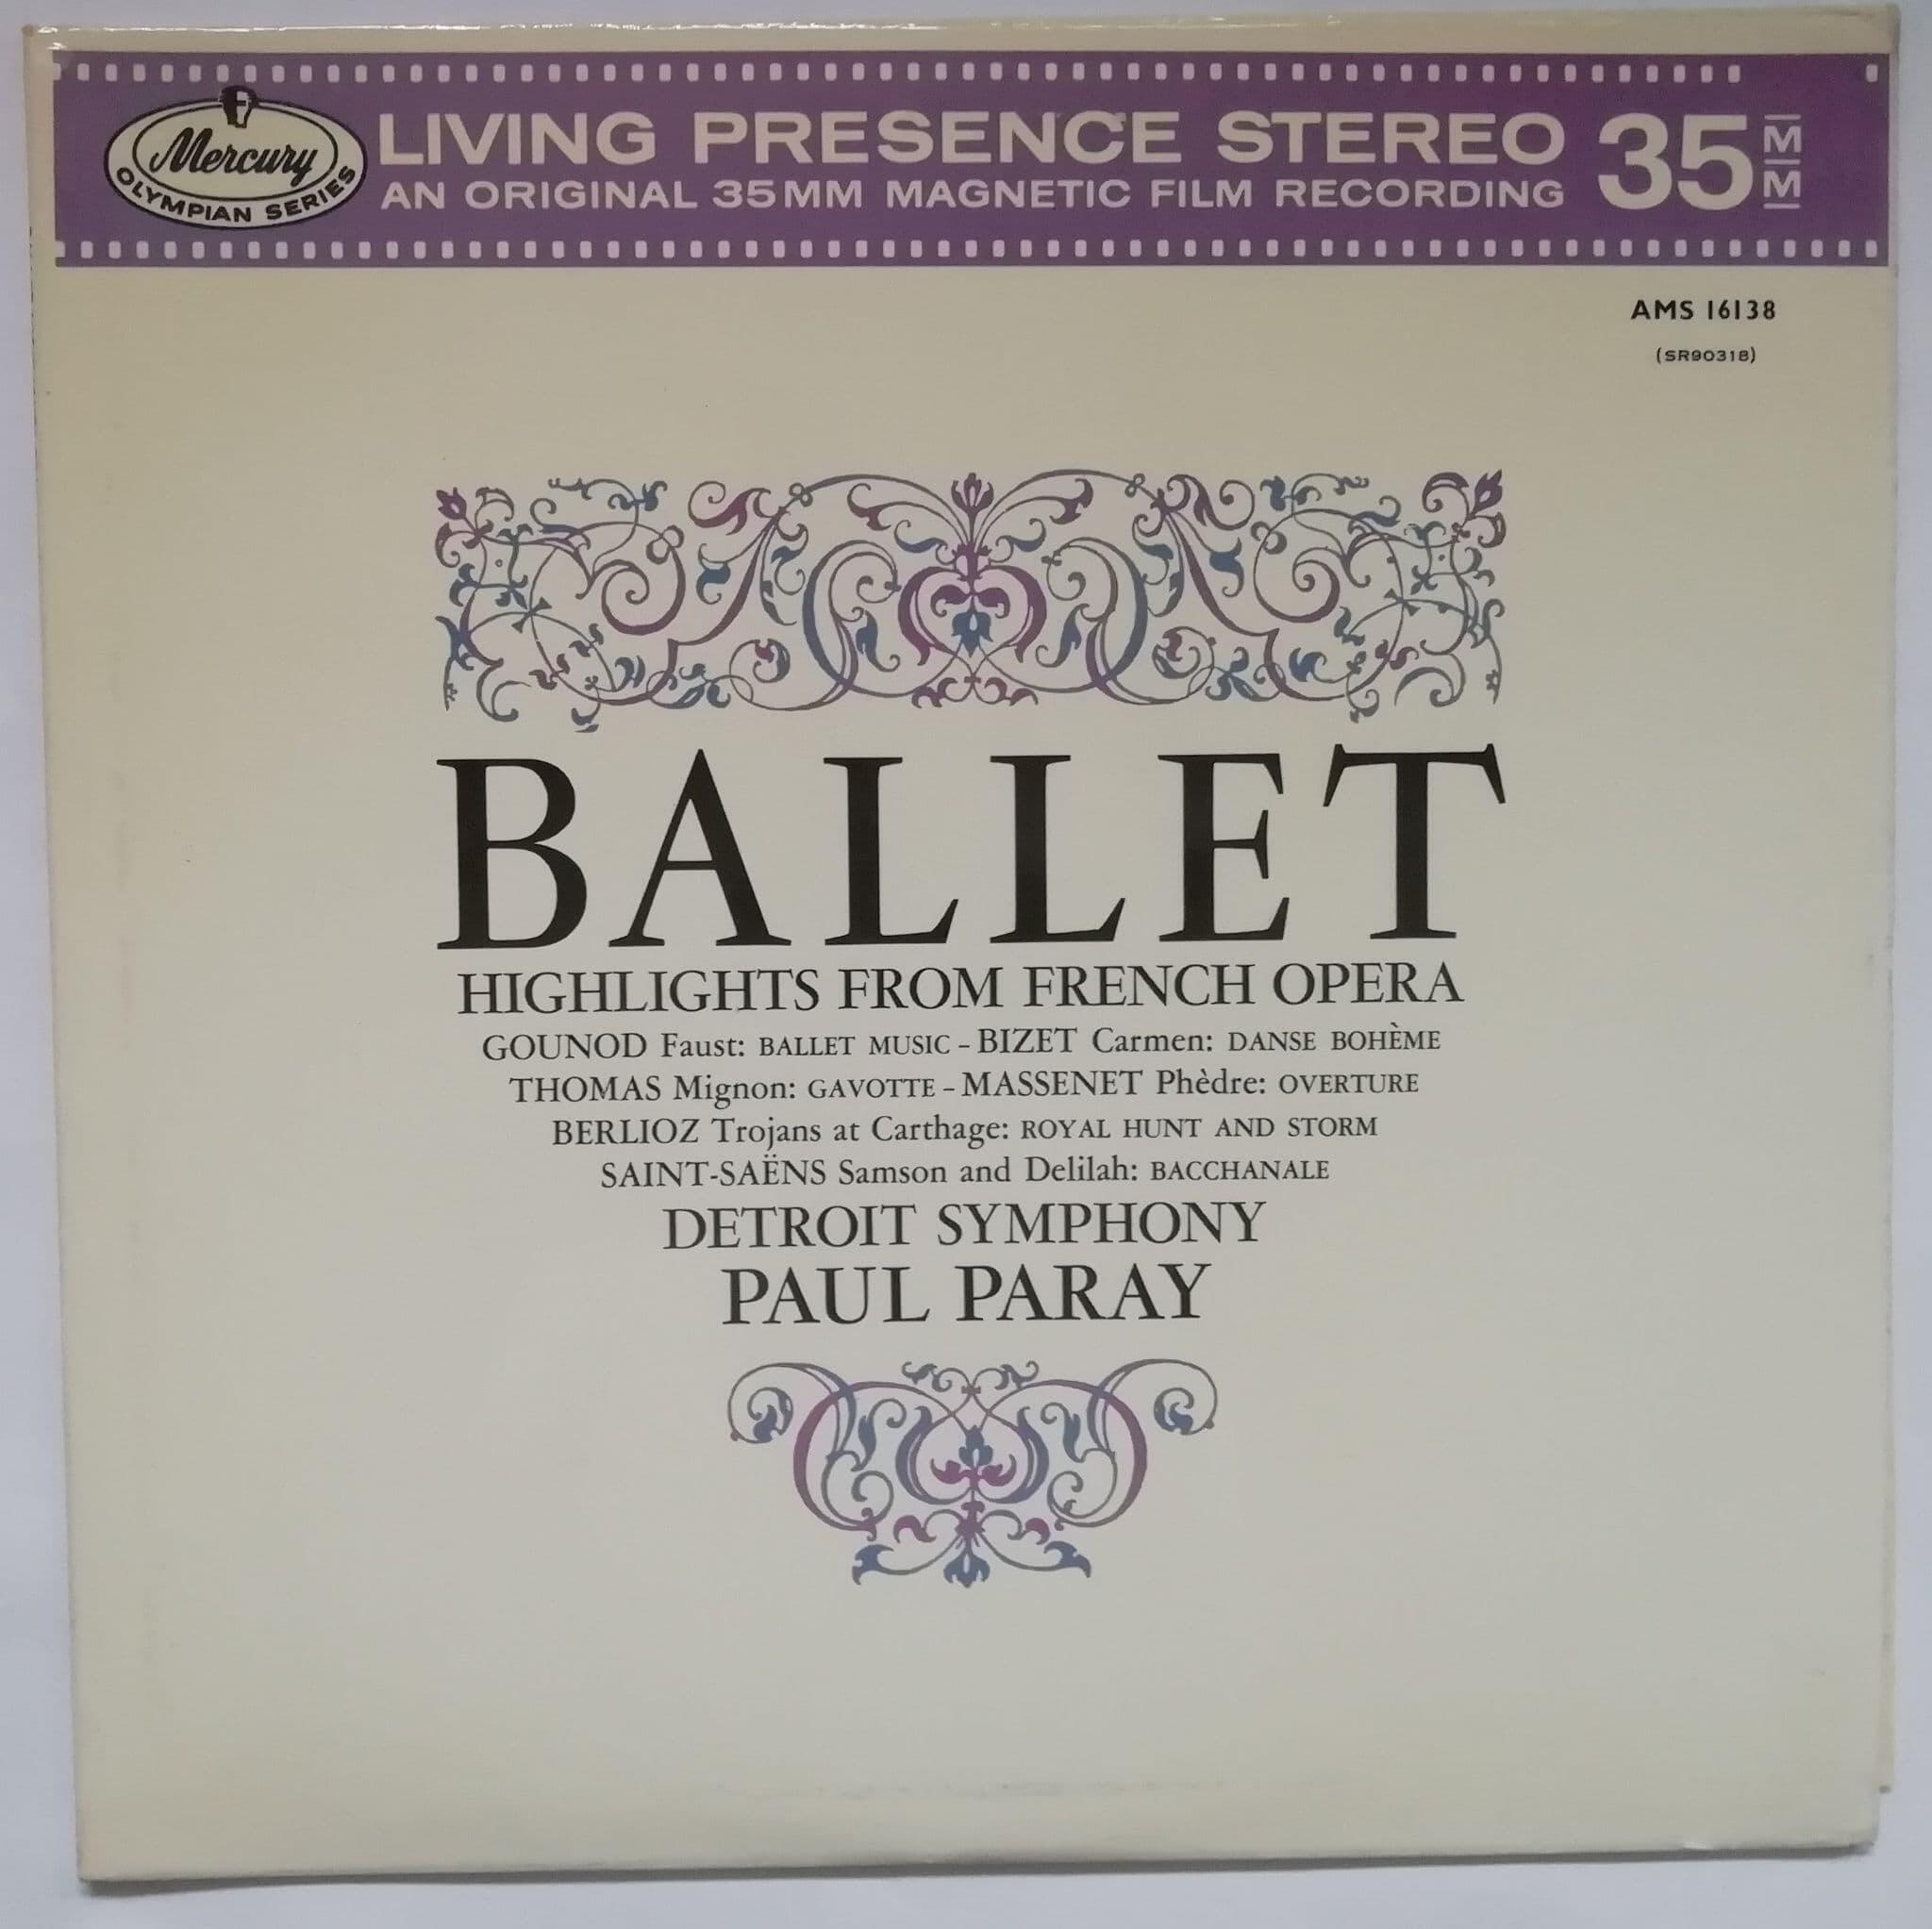 Mercury
OLYMPIAN SERIES
LIVING PRESENCE STEREO 35MM
AN ORIGINAL 35MM MAGNETIC FILM RECORDING
AMS 16138
(SR90318)
BALLET
HIGHLIGHTS FROM FRENCH OPERA
GOUNOD Faust: BALLET MUSIC – BIZET Carmen: DANSE BOHÈME
THOMAS Mignon: GAVOTTE – MASSENET Phèdre: OVERTURE
BERLIOZ Trojans at Carthage: ROYAL HUNT AND STORM
SAINT-SAËNS Samson and Delilah: BACCHANALE
DETROIT SYMPHONY
PAUL PARAY